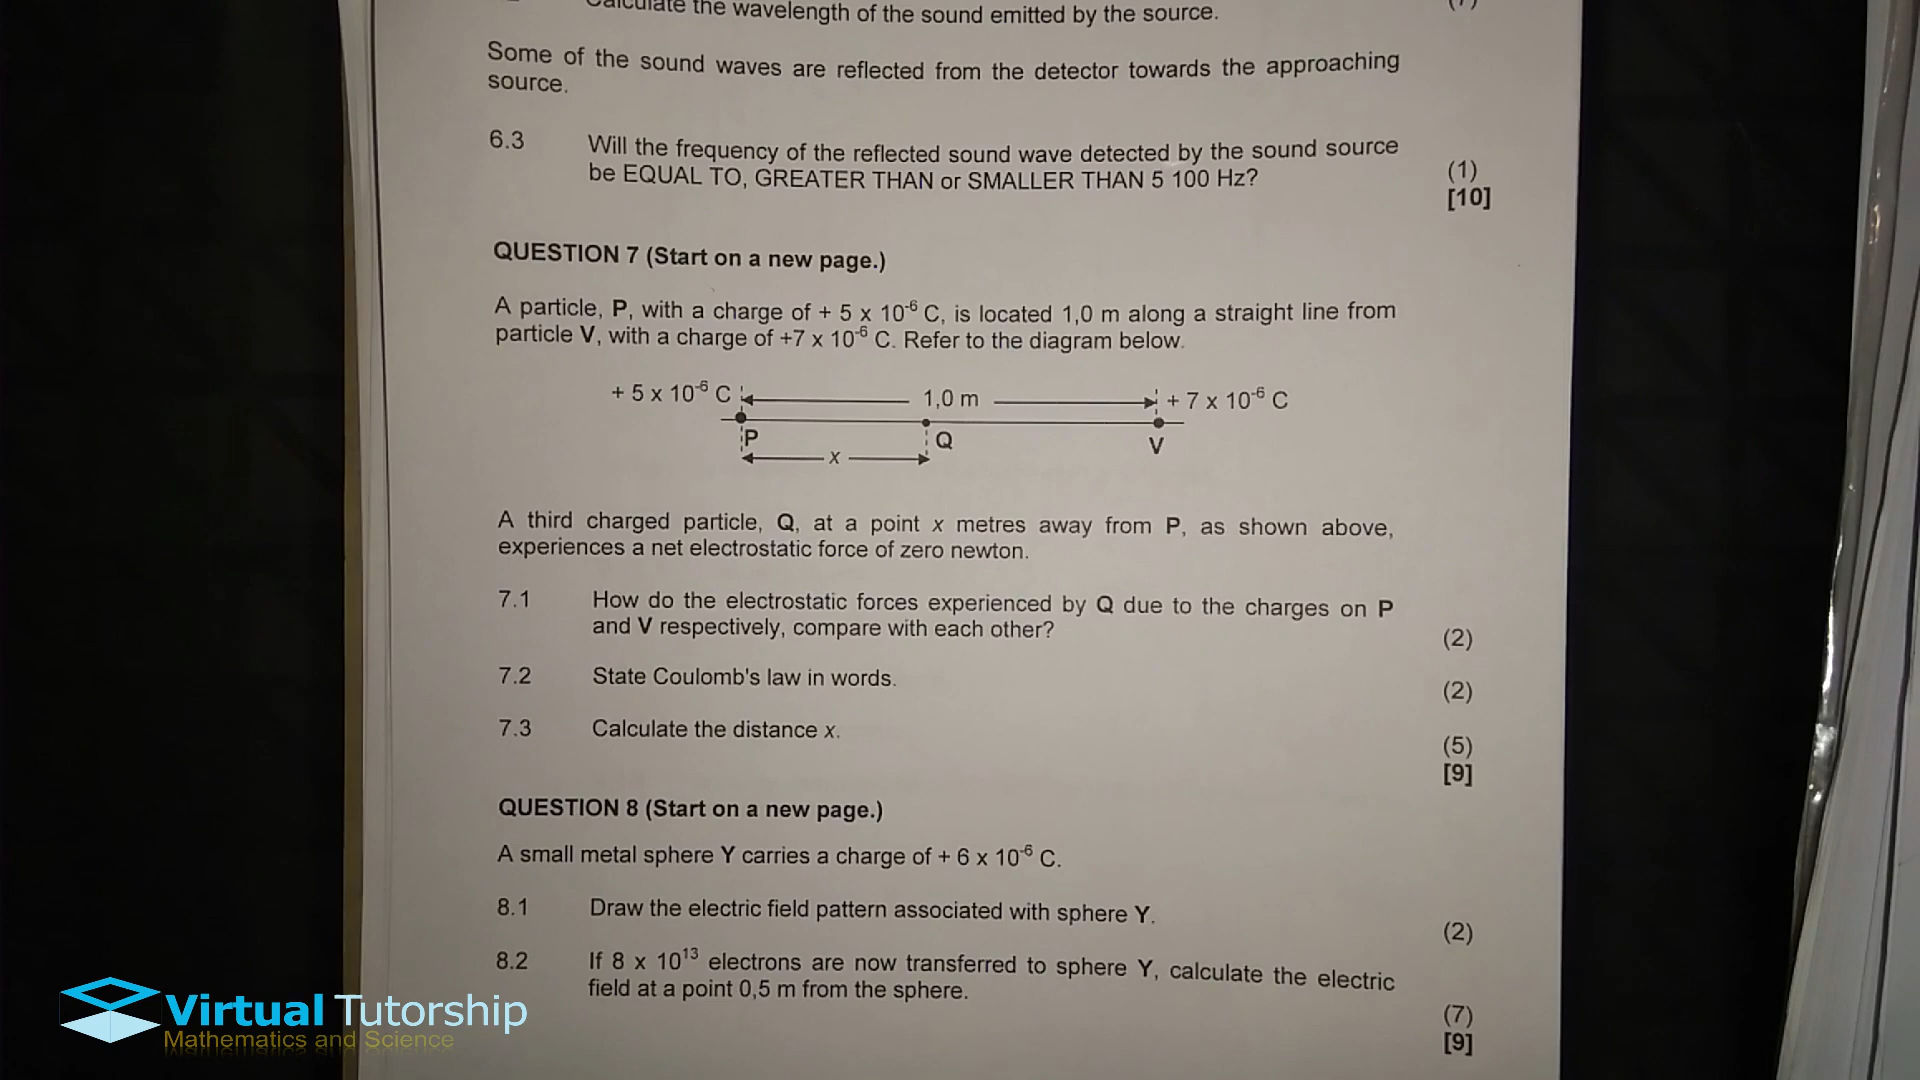 Calculate the wavelength of the sound emitted by the source.
Some of the sound waves are reflected from the detector towards the approaching
source.
6.3 Will the frequency of the reflected sound wave detected by the sound source
be EQUAL TO, GREATER THAN or SMALLER THAN 5 100 Hz?
(1)
[10]
QUESTION 7 (Start on a new page.)
A particle, P, with a charge of + 5 x 10⁻⁶ C, is located 1,0 m along a straight line from
particle V, with a charge of +7 x 10⁻⁶ C. Refer to the diagram below.
+ 5 x 10⁻⁶ C 1,0 m + 7 x 10⁻⁶ C
P Q V
x
A third charged particle, Q, at a point x metres away from P, as shown above,
experiences a net electrostatic force of zero newton.
7.1 How do the electrostatic forces experienced by Q due to the charges on P
and V respectively, compare with each other?
(2)
7.2 State Coulomb's law in words.
(2)
7.3 Calculate the distance x.
(5)
[9]
QUESTION 8 (Start on a new page.)
A small metal sphere Y carries a charge of + 6 x 10⁻⁶ C.
8.1 Draw the electric field pattern associated with sphere Y.
(2)
8.2 If 8 x 10¹³ electrons are now transferred to sphere Y, calculate the electric
field at a point 0,5 m from the sphere.
(7)
[9]
Virtual Tutorship
Mathematics and Science